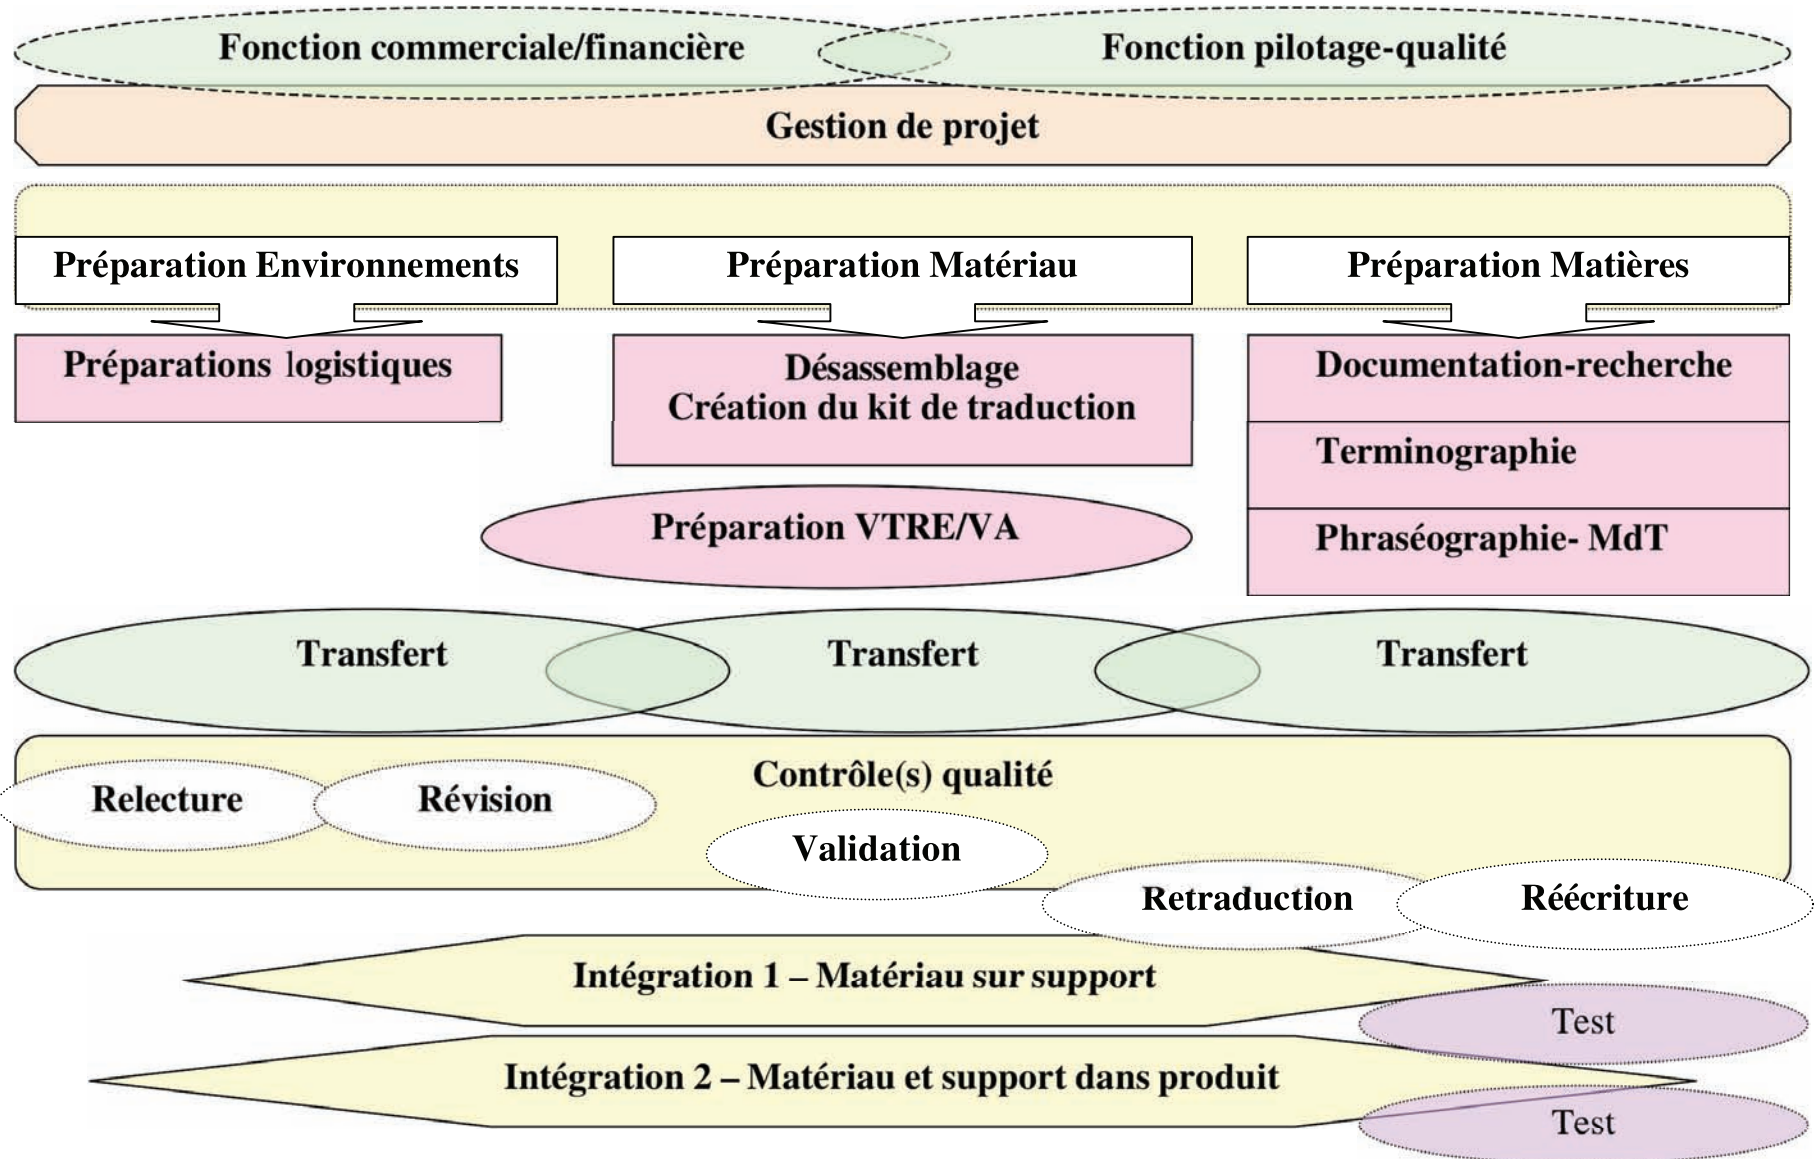 Fonction commerciale/financière
Fonction pilotage-qualité
Gestion de projet
Préparation Environnements
Préparation Matériau
Préparation Matières
Préparations logistiques
Désassemblage
Création du kit de traduction
Documentation-recherche
Terminographie
Phraséographie- MdT
Préparation VTRE/VA
Transfert
Transfert
Transfert
Contrôle(s) qualité
Relecture
Révision
Validation
Retraduction
Réécriture
Intégration 1 – Matériau sur support
Test
Intégration 2 – Matériau et support dans produit
Test